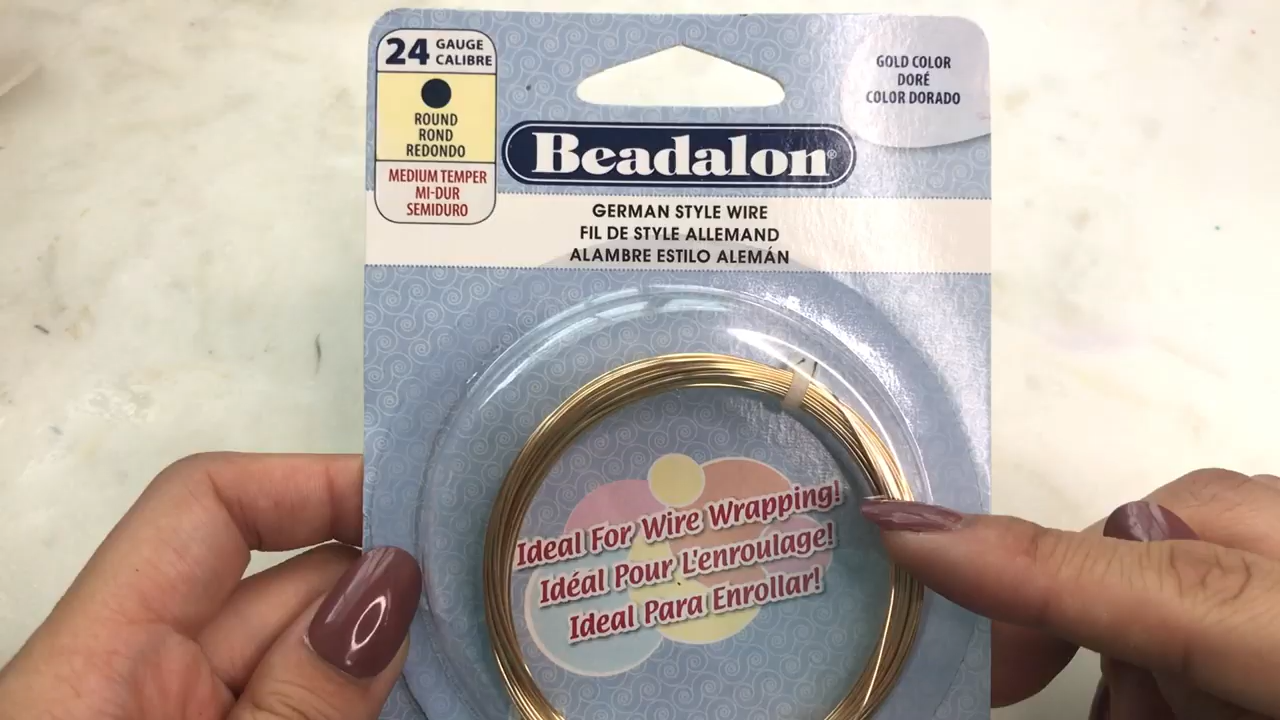 24 GAUGE
CALIBRE
ROUND
ROND
REDONDO
MEDIUM TEMPER
MI-DUR
SEMIDURO
GOLD COLOR
DORÉ
COLOR DORADO
Beadalon®
GERMAN STYLE WIRE
FIL DE STYLE ALLEMAND
ALAMBRE ESTILO ALEMÁN
Ideal For Wire Wrapping!
Idéal Pour L'enroulage!
Ideal Para Enrollar!